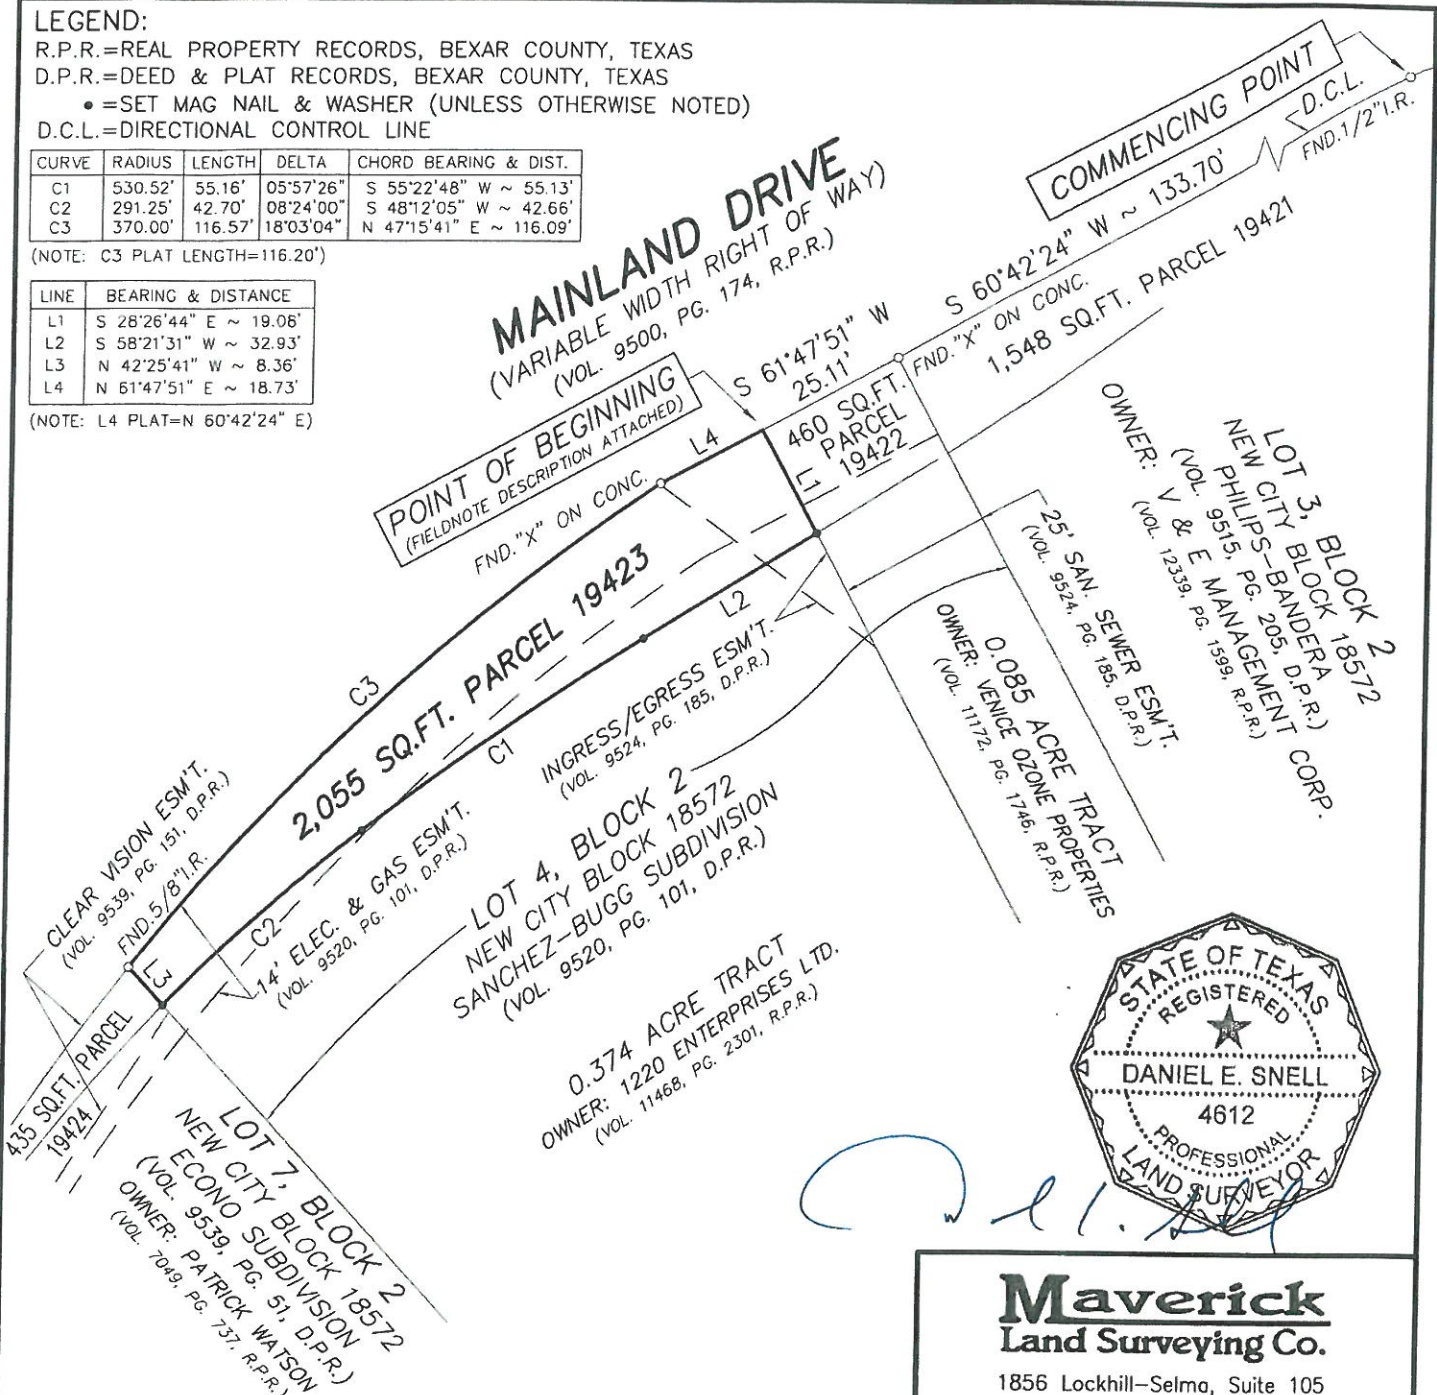 LEGEND:
R.P.R.=REAL PROPERTY RECORDS, BEXAR COUNTY, TEXAS
D.P.R.=DEED & PLAT RECORDS, BEXAR COUNTY, TEXAS
• =SET MAG NAIL & WASHER (UNLESS OTHERWISE NOTED)
D.C.L.=DIRECTIONAL CONTROL LINE
CURVE RADIUS LENGTH DELTA CHORD BEARING & DIST.
C1 530.52' 55.16' 05°57'26" S 55°22'48" W ~ 55.13'
C2 291.25' 42.70' 08°24'00" S 48°12'05" W ~ 42.66'
C3 370.00' 116.57' 18°03'04" N 47°15'41" E ~ 116.09'
(NOTE: C3 PLAT LENGTH=116.20')
LINE BEARING & DISTANCE
L1 S 28°26'44" E ~ 19.06'
L2 S 58°21'31" W ~ 32.93'
L3 N 42°25'41" W ~ 8.36'
L4 N 61°47'51" E ~ 18.73'
(NOTE: L4 PLAT=N 60°42'24" E)
MAINLAND DRIVE
(VARIABLE WIDTH RIGHT OF WAY)
(VOL. 9500, PG. 174, R.P.R.)
COMMENCING POINT
D.C.L.
FND.1/2"I.R.
S 60°42'24" W ~ 133.70'
FND."X" ON CONC.
1,548 SQ.FT. PARCEL 19421
S 61°47'51" W
25.11'
460 SQ.FT.
PARCEL
19422
POINT OF BEGINNING
(FIELDNOTE DESCRIPTION ATTACHED)
L4
L1
FND."X" ON CONC.
2,055 SQ.FT. PARCEL 19423
C3
L2
C1
C2
L3
INGRESS/EGRESS ESM'T.
(VOL. 9524, PG. 185, D.P.R.)
25' SAN. SEWER ESM'T.
(VOL. 9524, PG. 185, D.P.R.)
LOT 3, BLOCK 2
NEW CITY BLOCK 18572
PHILIPS-BANDERA
(VOL. 9515, PG. 205, D.P.R.)
OWNER: V & E MANAGEMENT CORP.
(VOL. 12339, PG. 1599, R.P.R.)
0.085 ACRE TRACT
OWNER: VENICE OZONE PROPERTIES
(VOL. 11172, PG. 1746, R.P.R.)
CLEAR VISION ESM'T.
(VOL. 9539, PG. 151, D.P.R.)
FND.5/8"I.R.
14' ELEC. & GAS ESM'T.
(VOL. 9520, PG. 101, D.P.R.)
LOT 4, BLOCK 2
NEW CITY BLOCK 18572
SANCHEZ-BUGG SUBDIVISION
(VOL. 9520, PG. 101, D.P.R.)
0.374 ACRE TRACT
OWNER: 1220 ENTERPRISES LTD.
(VOL. 11468, PG. 2301, R.P.R.)
435 SQ.FT. PARCEL
19424
LOT 7, BLOCK 2
NEW CITY BLOCK 18572
ECONO SUBDIVISION
(VOL. 9539, PG. 51, D.P.R.)
OWNER: PATRICK WATSON
(VOL. 7049, PG. 737, R.P.R.)
STATE OF TEXAS
REGISTERED
DANIEL E. SNELL
4612
PROFESSIONAL
LAND SURVEYOR
Maverick
Land Surveying Co.
1856 Lockhill-Selma, Suite 105